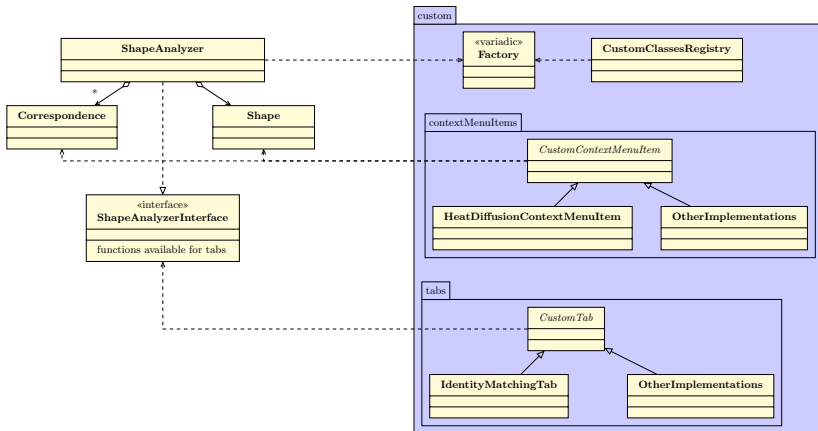 custom
ShapeAnalyzer
«variadic»
Factory
CustomClassesRegistry
*
Correspondence
Shape
contextMenuItems
CustomContextMenuItem
«interface»
ShapeAnalyzerInterface
functions available for tabs
HeatDiffusionContextMenuItem
OtherImplementations
tabs
CustomTab
IdentityMatchingTab
OtherImplementations